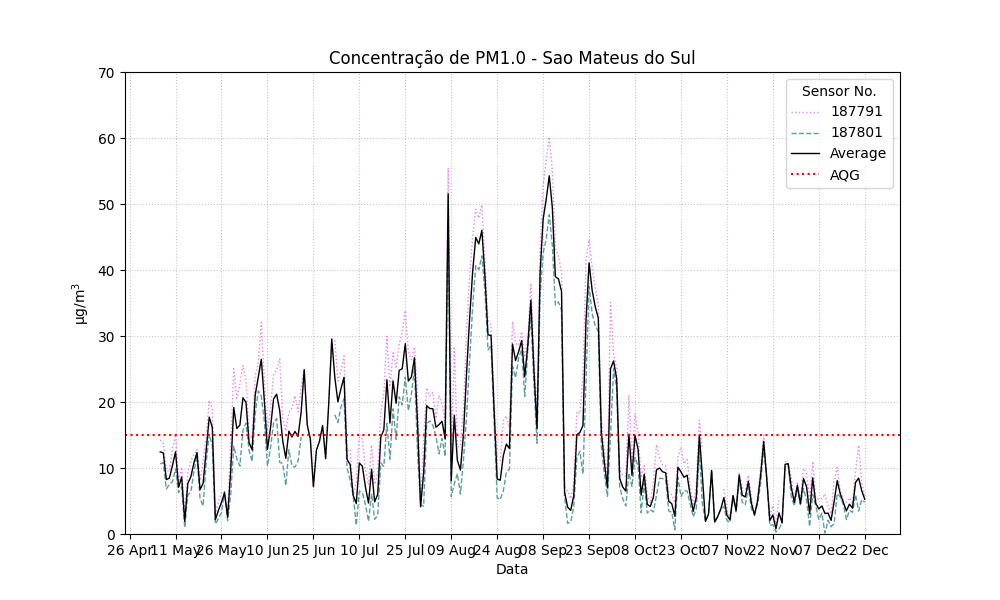 Concentração de PM1.0 - Sao Mateus do Sul
Sensor No.
187791
187801
Average
AQG
70
60
50
40
30
20
10
0
µg/m³
26 Apr 11 May 26 May 10 Jun 25 Jun 10 Jul 25 Jul 09 Aug 24 Aug 08 Sep 23 Sep 08 Oct 23 Oct 07 Nov 22 Nov 07 Dec 22 Dec
Data